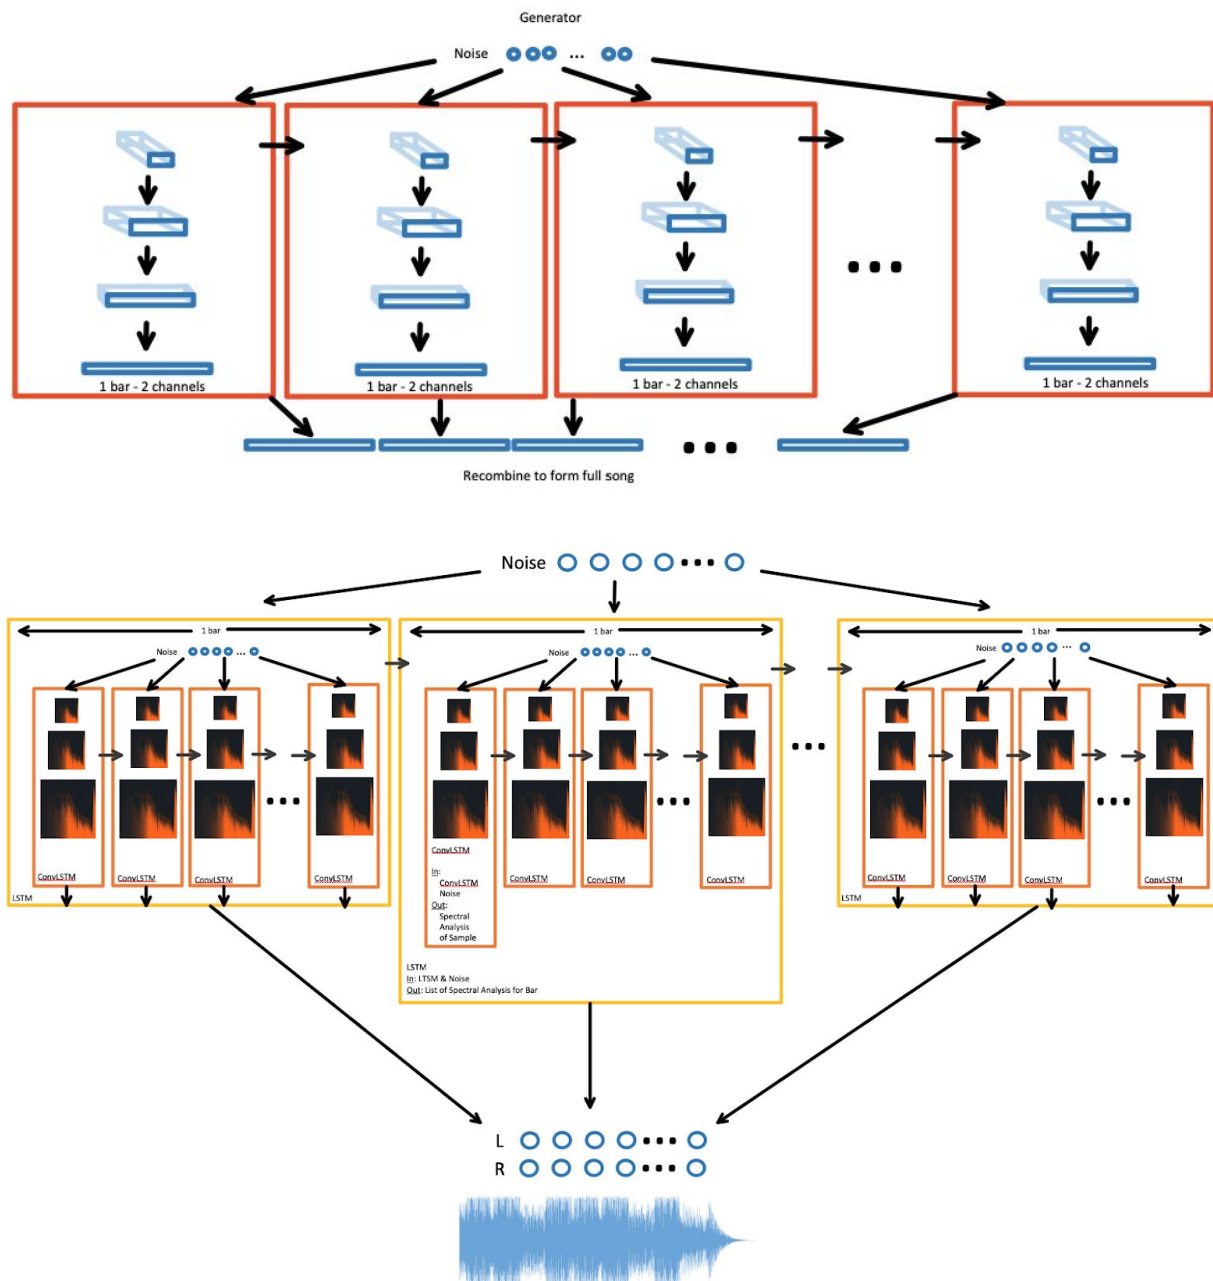 Generator
Noise ...
1 bar - 2 channels
1 bar - 2 channels
1 bar - 2 channels
1 bar - 2 channels
Recombine to form full song
Noise
1 bar
Noise ...
ConvLSTM
ConvLSTM
ConvLSTM
ConvLSTM
LSTM
1 bar
Noise ...
ConvLSTM
In:
ConvLSTM
Noise
Out:
Spectral
Analysis
of Sample
ConvLSTM
ConvLSTM
ConvLSTM
LSTM
In: LTSM & Noise
Out: List of Spectral Analysis for Bar
1 bar
Noise ...
ConvLSTM
ConvLSTM
ConvLSTM
ConvLSTM
LSTM
L
R